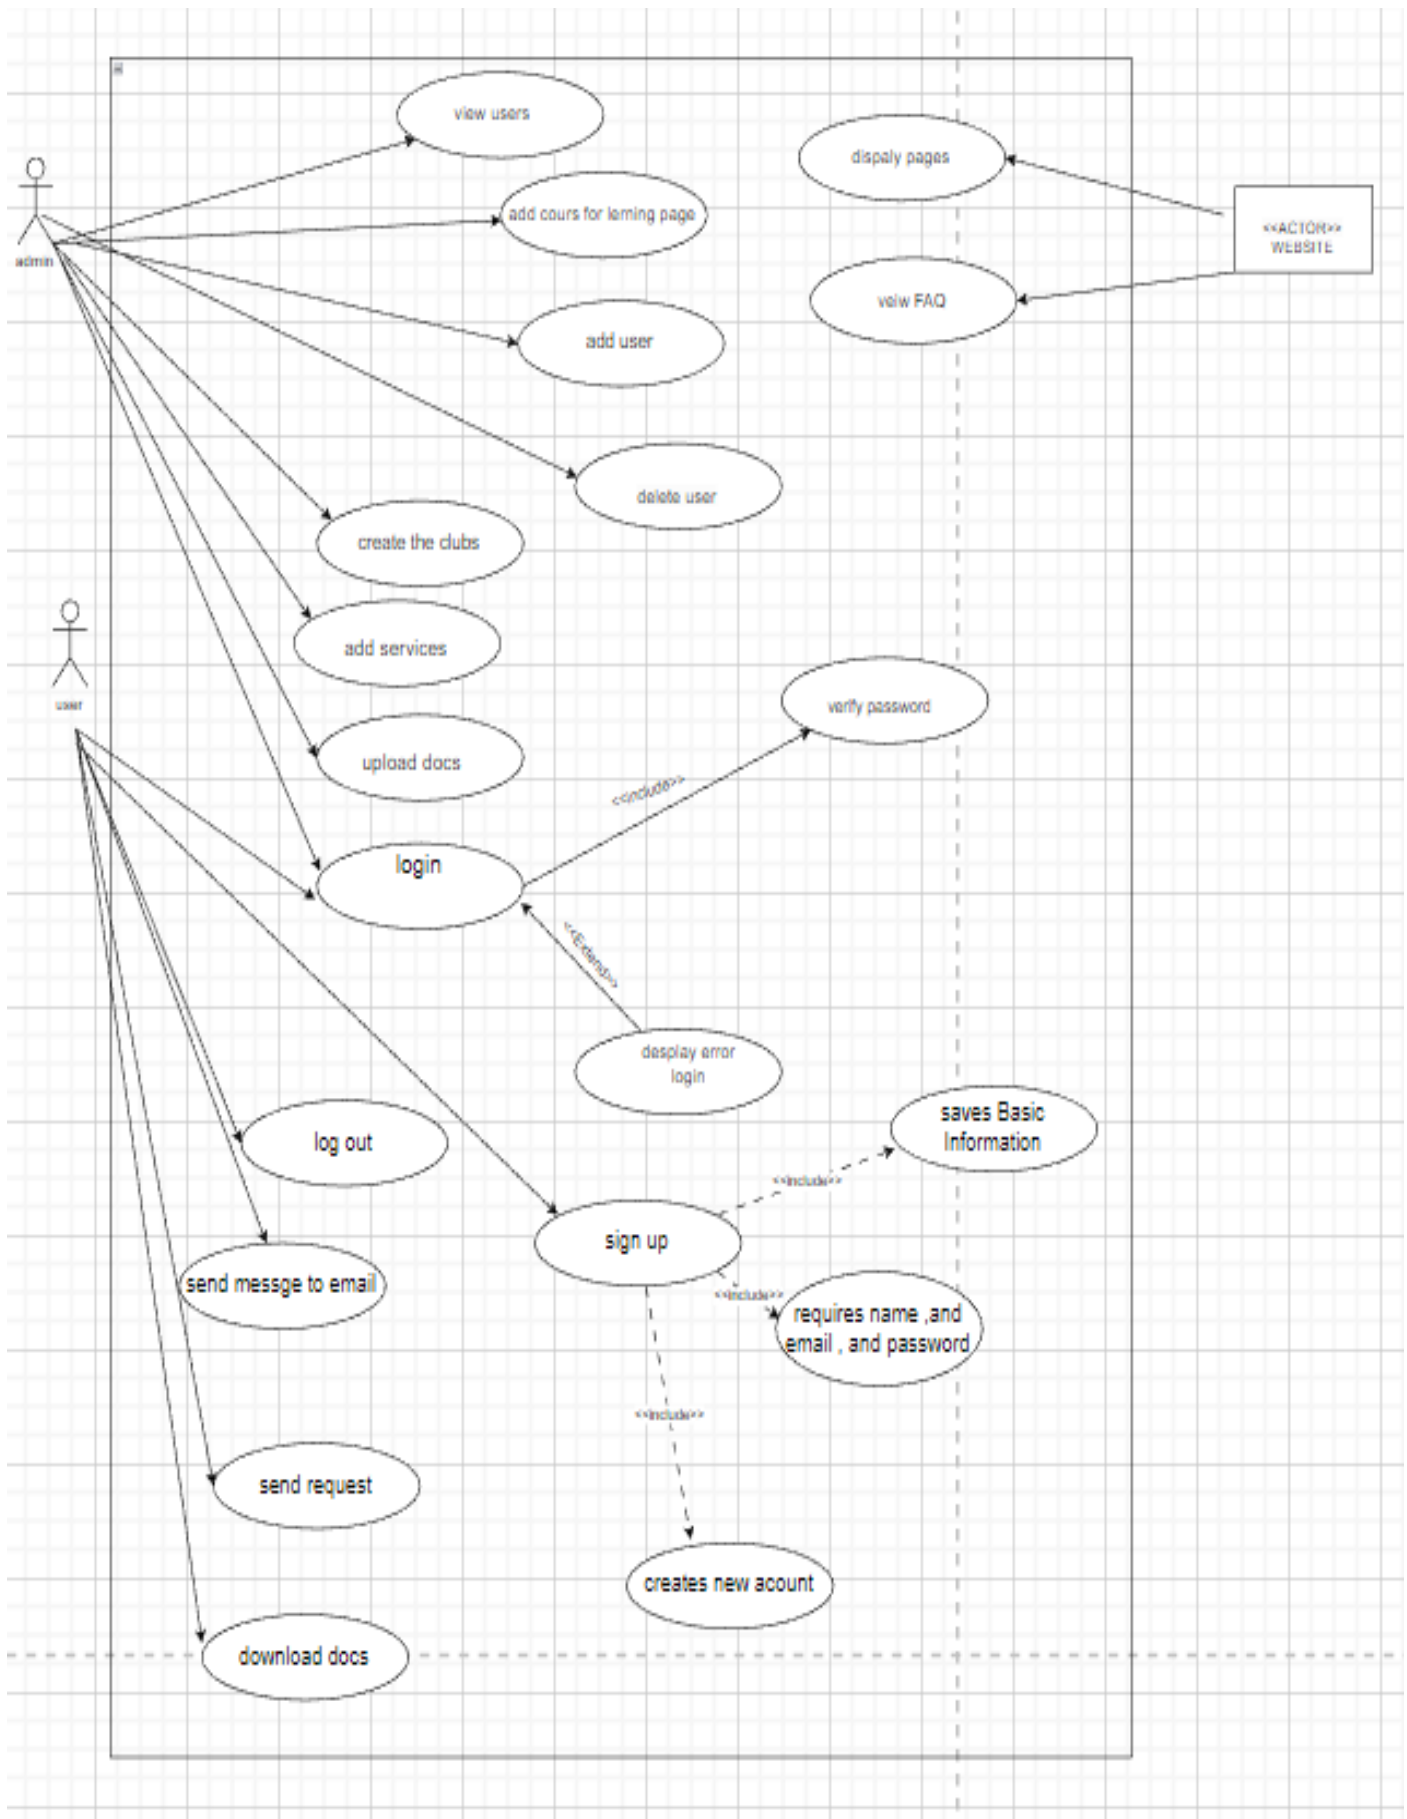 view users
dispaly pages
add cours for lerning page
<<ACTOR>>
WEBSITE
admin
veiw FAQ
add user
delete user
create the clubs
add services
user
verify password
upload docs
<<include>>
login
<<Extend>>
desplay error
login
saves Basic
Information
log out
<<include>>
sign up
send messge to email
<<include>>
requires name ,and
email , and password
<<include>>
send request
creates new acount
download docs